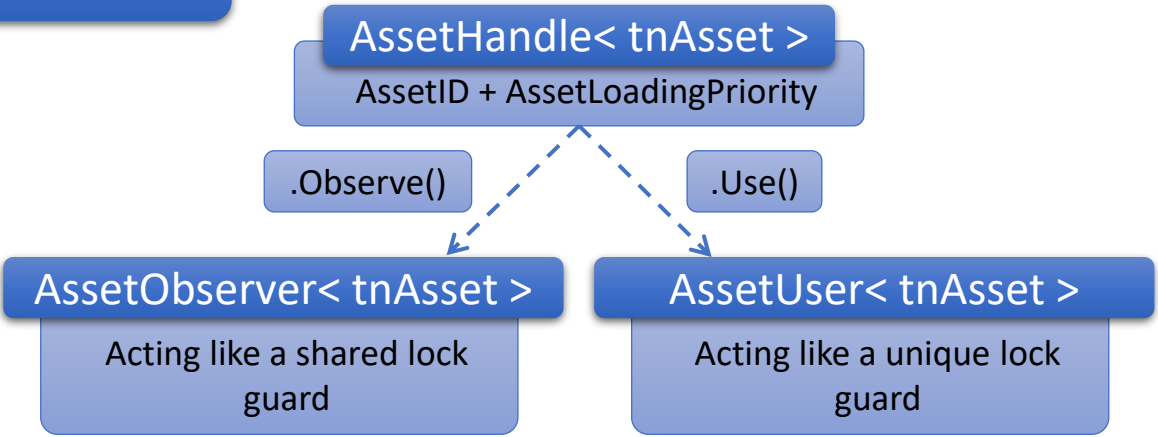 AssetHandle< tnAsset >
AssetID + AssetLoadingPriority
.Observe()
.Use()
AssetObserver< tnAsset >
Acting like a shared lock
guard
AssetUser< tnAsset >
Acting like a unique lock
guard